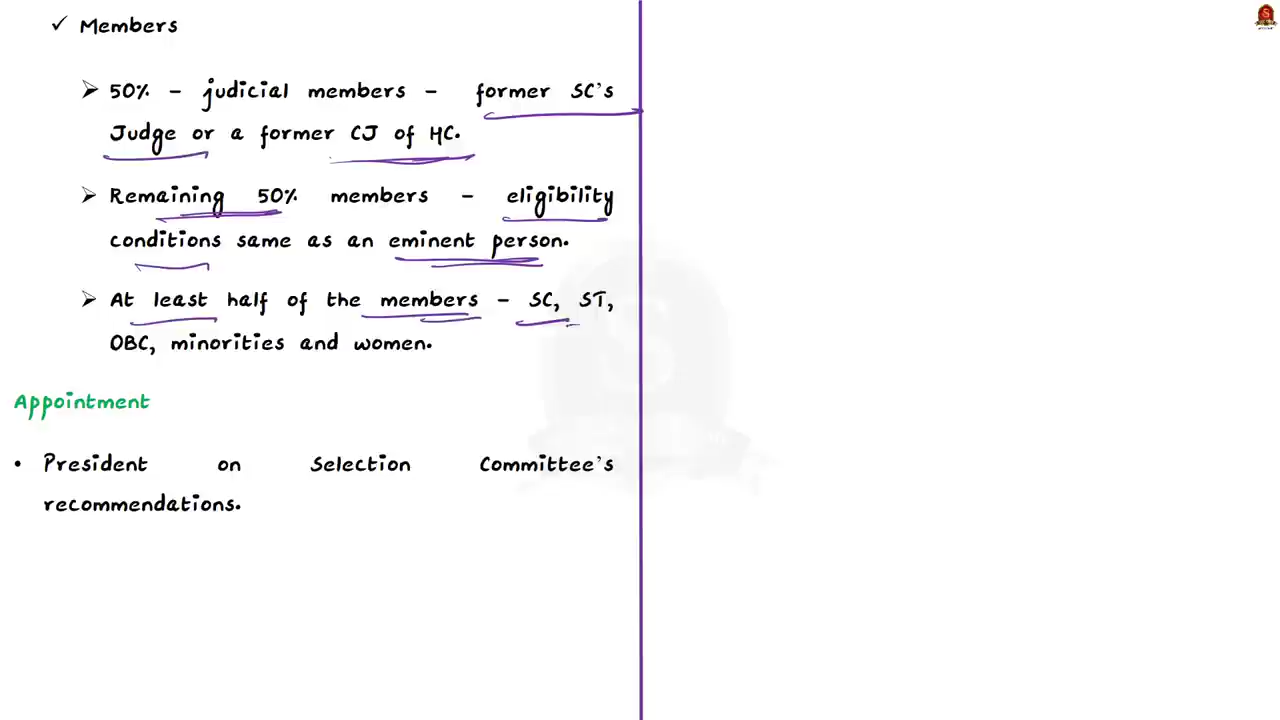 ✓ Members
➢ 50% - judicial members - former SC's
Judge or a former CJ of HC.
➢ Remaining 50% members - eligibility
conditions same as an eminent person.
➢ At least half of the members - SC, ST,
OBC, minorities and women.
Appointment
• President on Selection Committee's
recommendations.